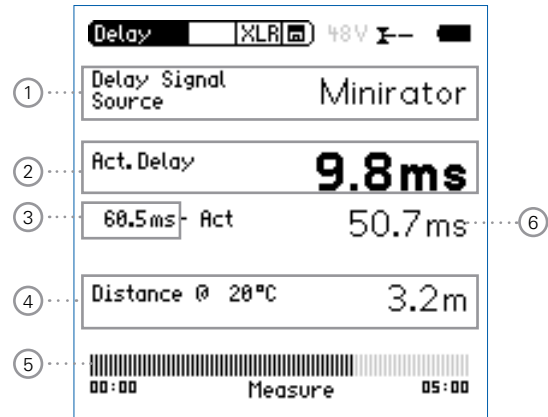 Delay XLR 48V
1 Delay Signal Source Minirator
2 Act.Delay 9.8ms
3 60.5ms - Act 50.7ms 6
4 Distance @ 20°C 3.2m
5
00:00 Measure 05:00